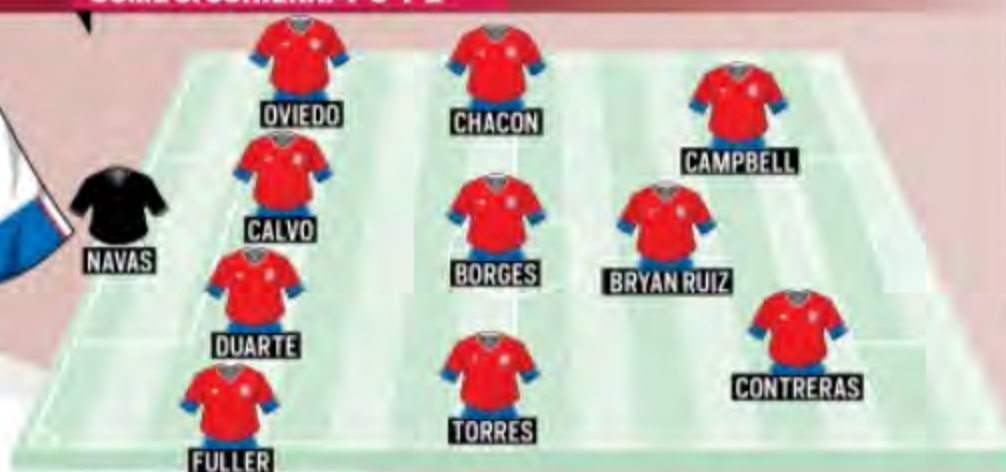 OVIEDO
CHACON
CAMPBELL
CALVO
NAVAS
BORGES
BRYAN RUIZ
DUARTE
CONTRERAS
TORRES
FULLER